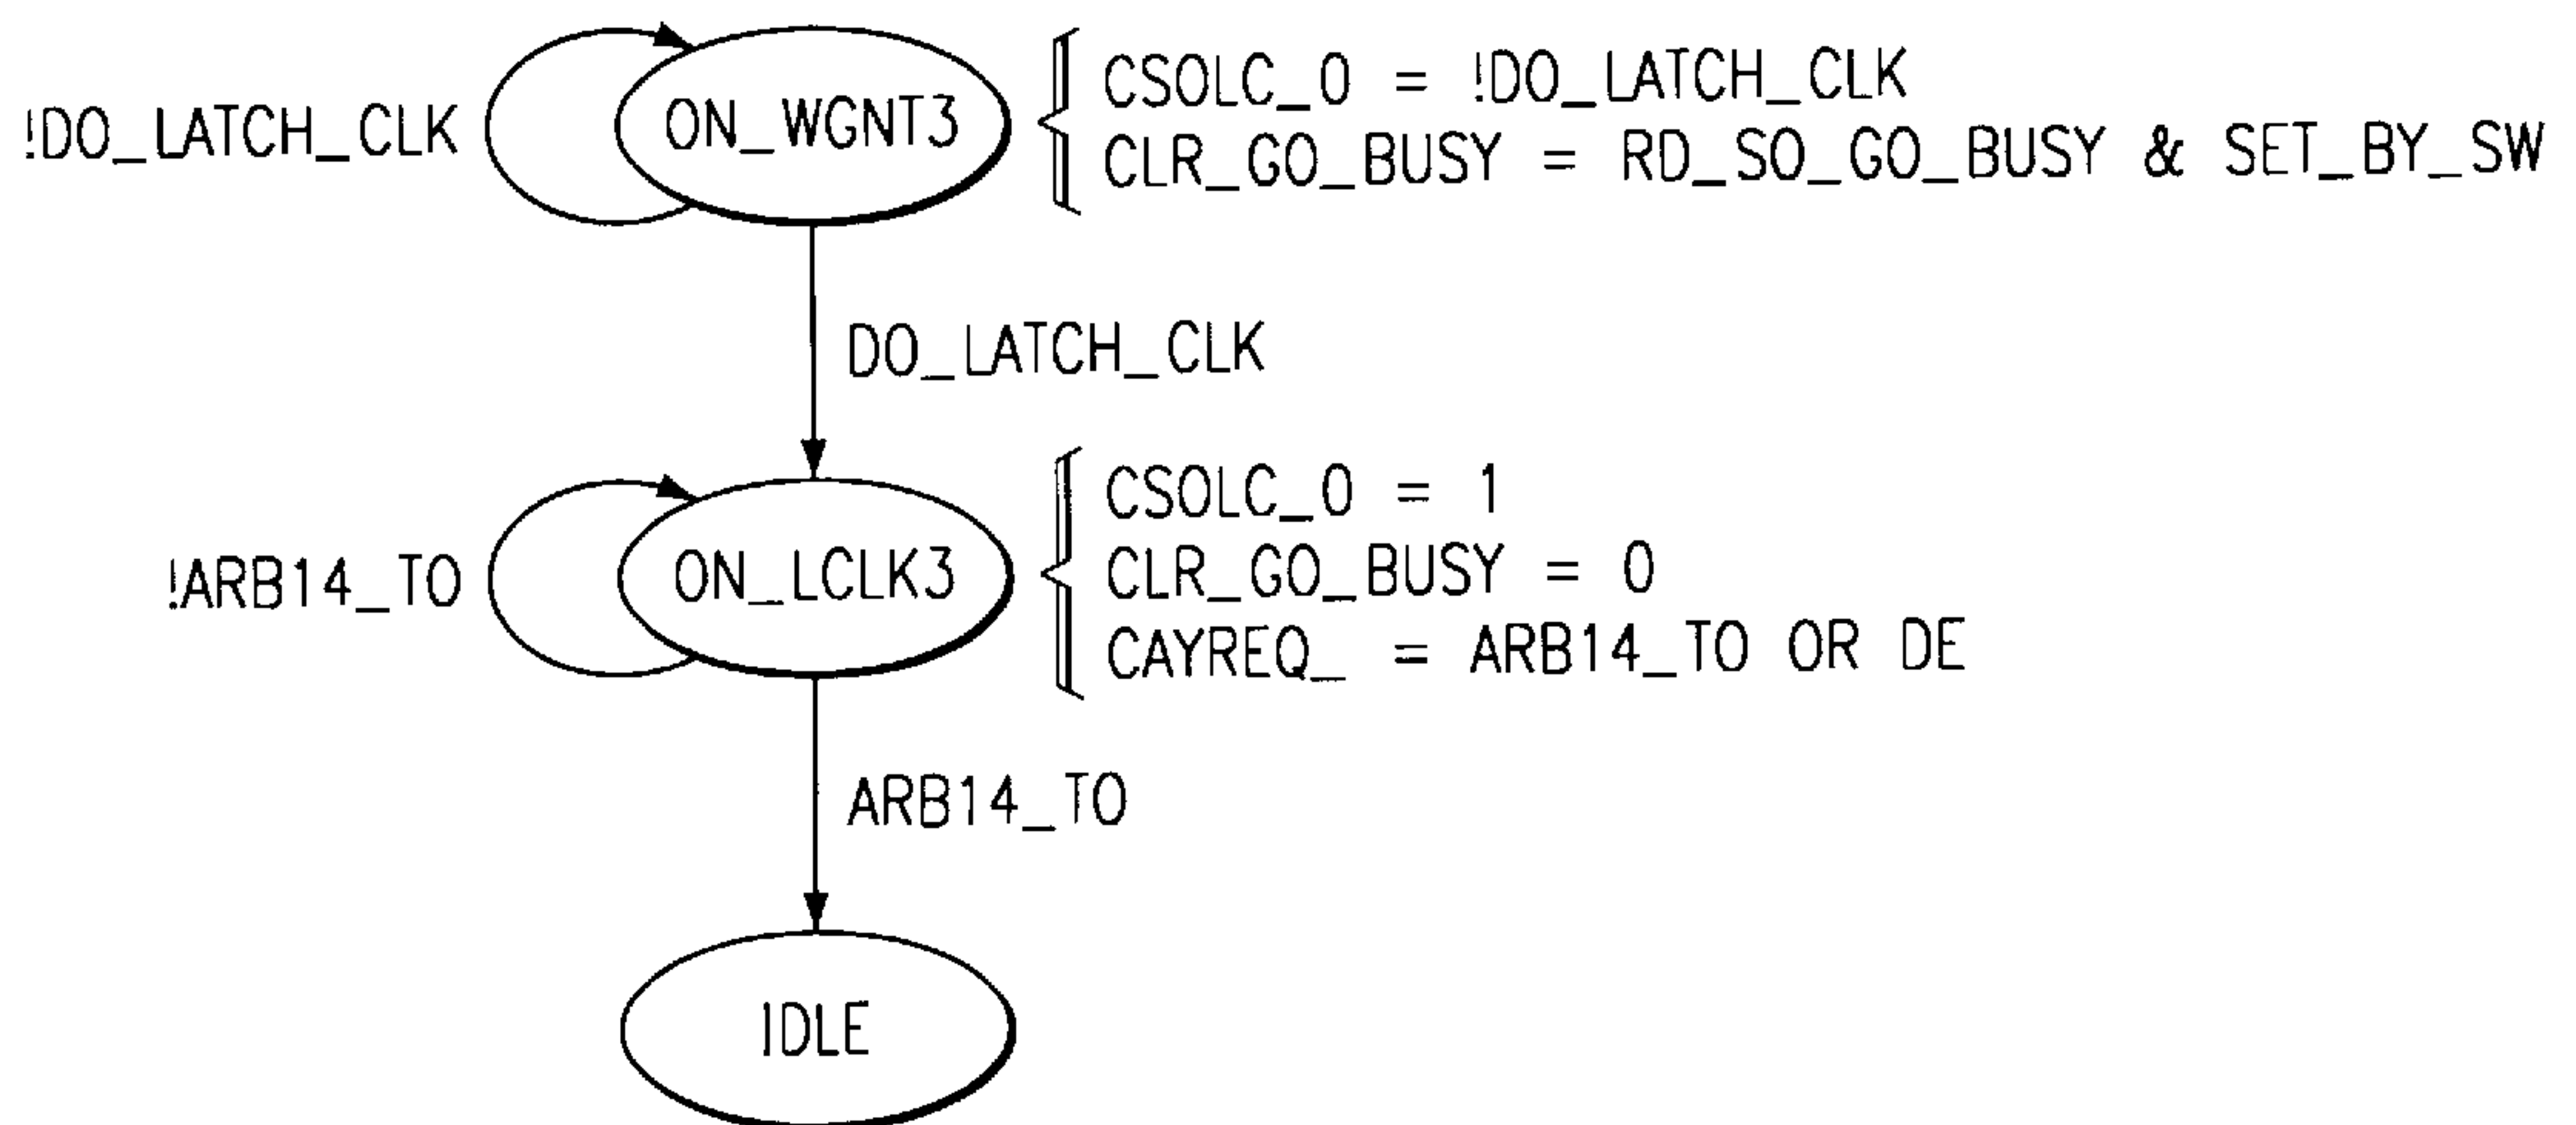 !DO_LATCH_CLK
ON_WGNT3
CSOLC_0 = !DO_LATCH_CLK
CLR_GO_BUSY = RD_SO_GO_BUSY & SET_BY_SW
DO_LATCH_CLK
!ARB14_TO
ON_LCLK3
CSOLC_0 = 1
CLR_GO_BUSY = 0
CAYREQ_ = ARB14_TO OR DE
ARB14_TO
IDLE